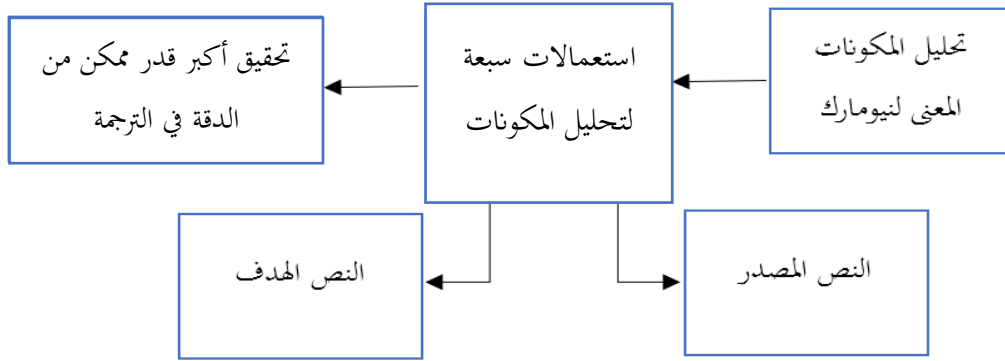 تحليل المكونات
المعنى لنيومارك
استعمالات سبعة
لتحليل المكونات
تحقيق أكبر قدر ممكن من
الدقة في الترجمة
النص المصدر
النص الهدف